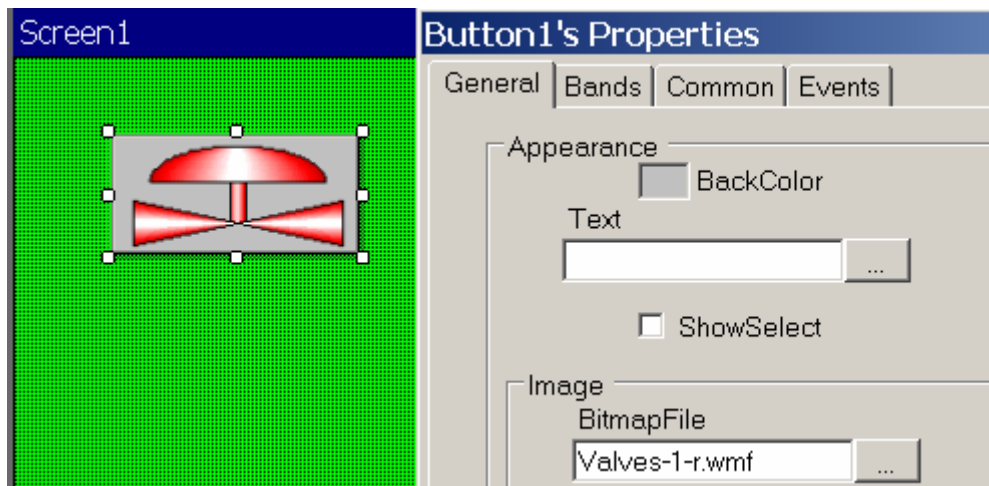 Screen1
Button1's Properties
General Bands Common Events
Appearance
BackColor
Text
...
ShowSelect
Image
BitmapFile
Valves-1-r.wmf ...